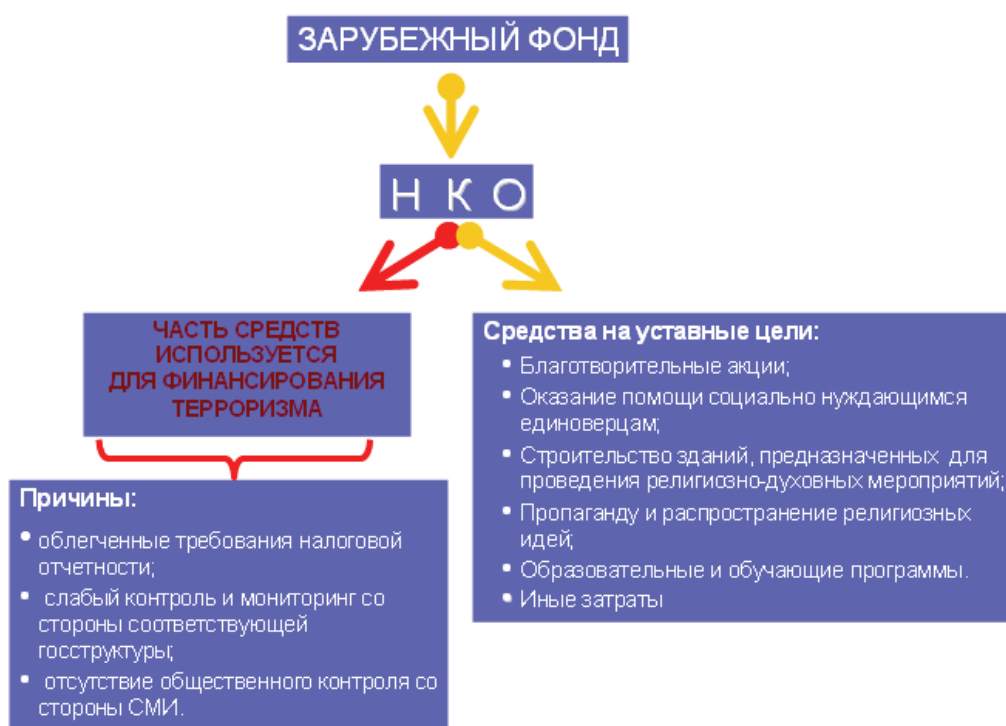 ЗАРУБЕЖНЫЙ ФОНД
Н К О
ЧАСТЬ СРЕДСТВ
ИСПОЛЬЗУЕТСЯ
ДЛЯ ФИНАНСИРОВАНИЯ
ТЕРРОРИЗМА
Причины:
• облегченные требования налоговой
отчетности;
• слабый контроль и мониторинг со
стороны соответствующей
госструктуры;
• отсутствие общественного контроля со
стороны СМИ.
Средства на уставные цели:
• Благотворительные акции;
• Оказание помощи социально нуждающимся
единоверцам;
• Строительство зданий, предназначенных для
проведения религиозно-духовных мероприятий;
• Пропаганду и распространение религиозных
идей;
• Образовательные и обучающие программы.
• Иные затраты